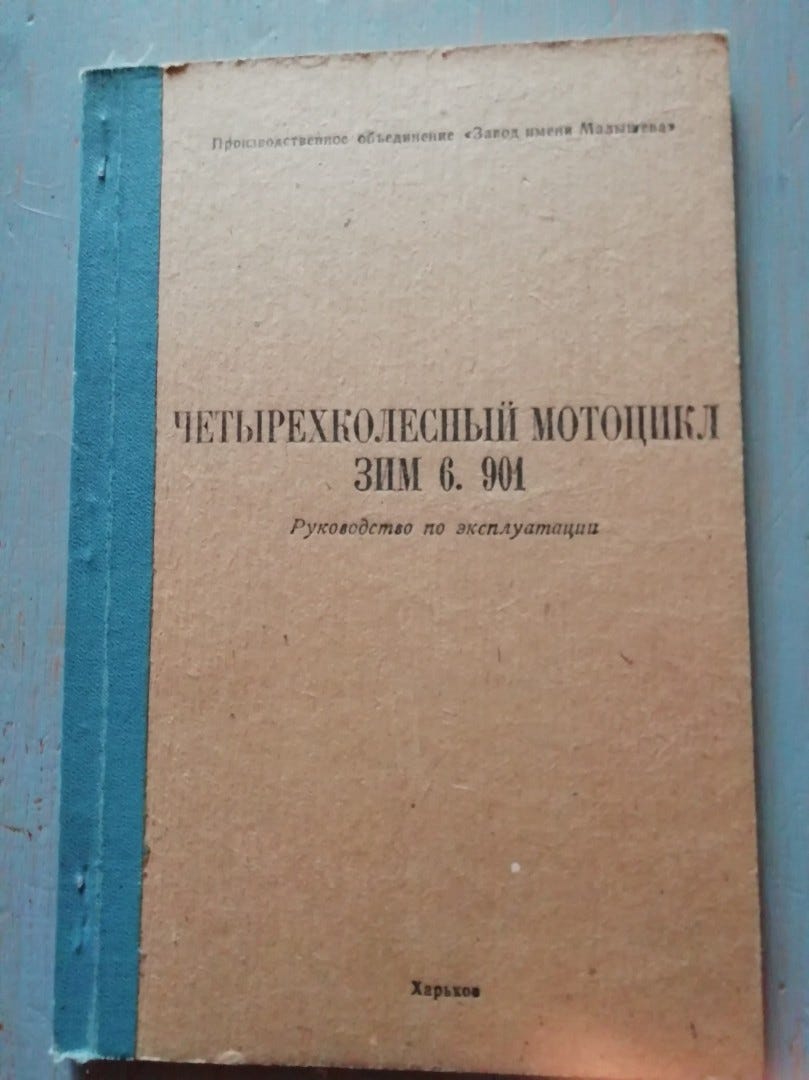 Производственное объединение «Завод имени Малышева»
ЧЕТЫРЕХКОЛЕСНЫЙ МОТОЦИКЛ
ЗИМ 6. 901
Руководство по эксплуатации
Харьков